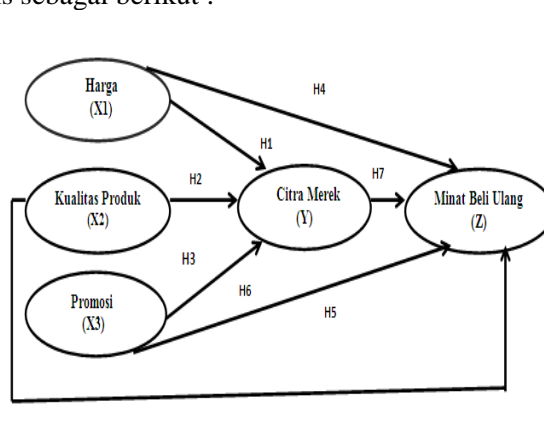 sebagai berikut :
Harga
(X1)
H4
H1
Kualitas Produk
(X2)
H2
Citra Merek
(Y)
H7
Minat Beli Ulang
(Z)
H3
Promosi
(X3)
H6
H5